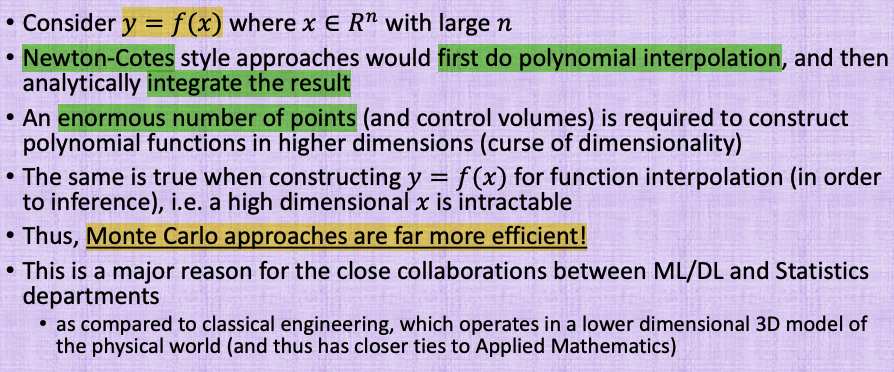 • Consider y = f(x) where x ∈ Rⁿ with large n
• Newton-Cotes style approaches would first do polynomial interpolation, and then
analytically integrate the result
• An enormous number of points (and control volumes) is required to construct
polynomial functions in higher dimensions (curse of dimensionality)
• The same is true when constructing y = f(x) for function interpolation (in order
to inference), i.e. a high dimensional x is intractable
• Thus, Monte Carlo approaches are far more efficient!
• This is a major reason for the close collaborations between ML/DL and Statistics
departments
• as compared to classical engineering, which operates in a lower dimensional 3D model of
the physical world (and thus has closer ties to Applied Mathematics)